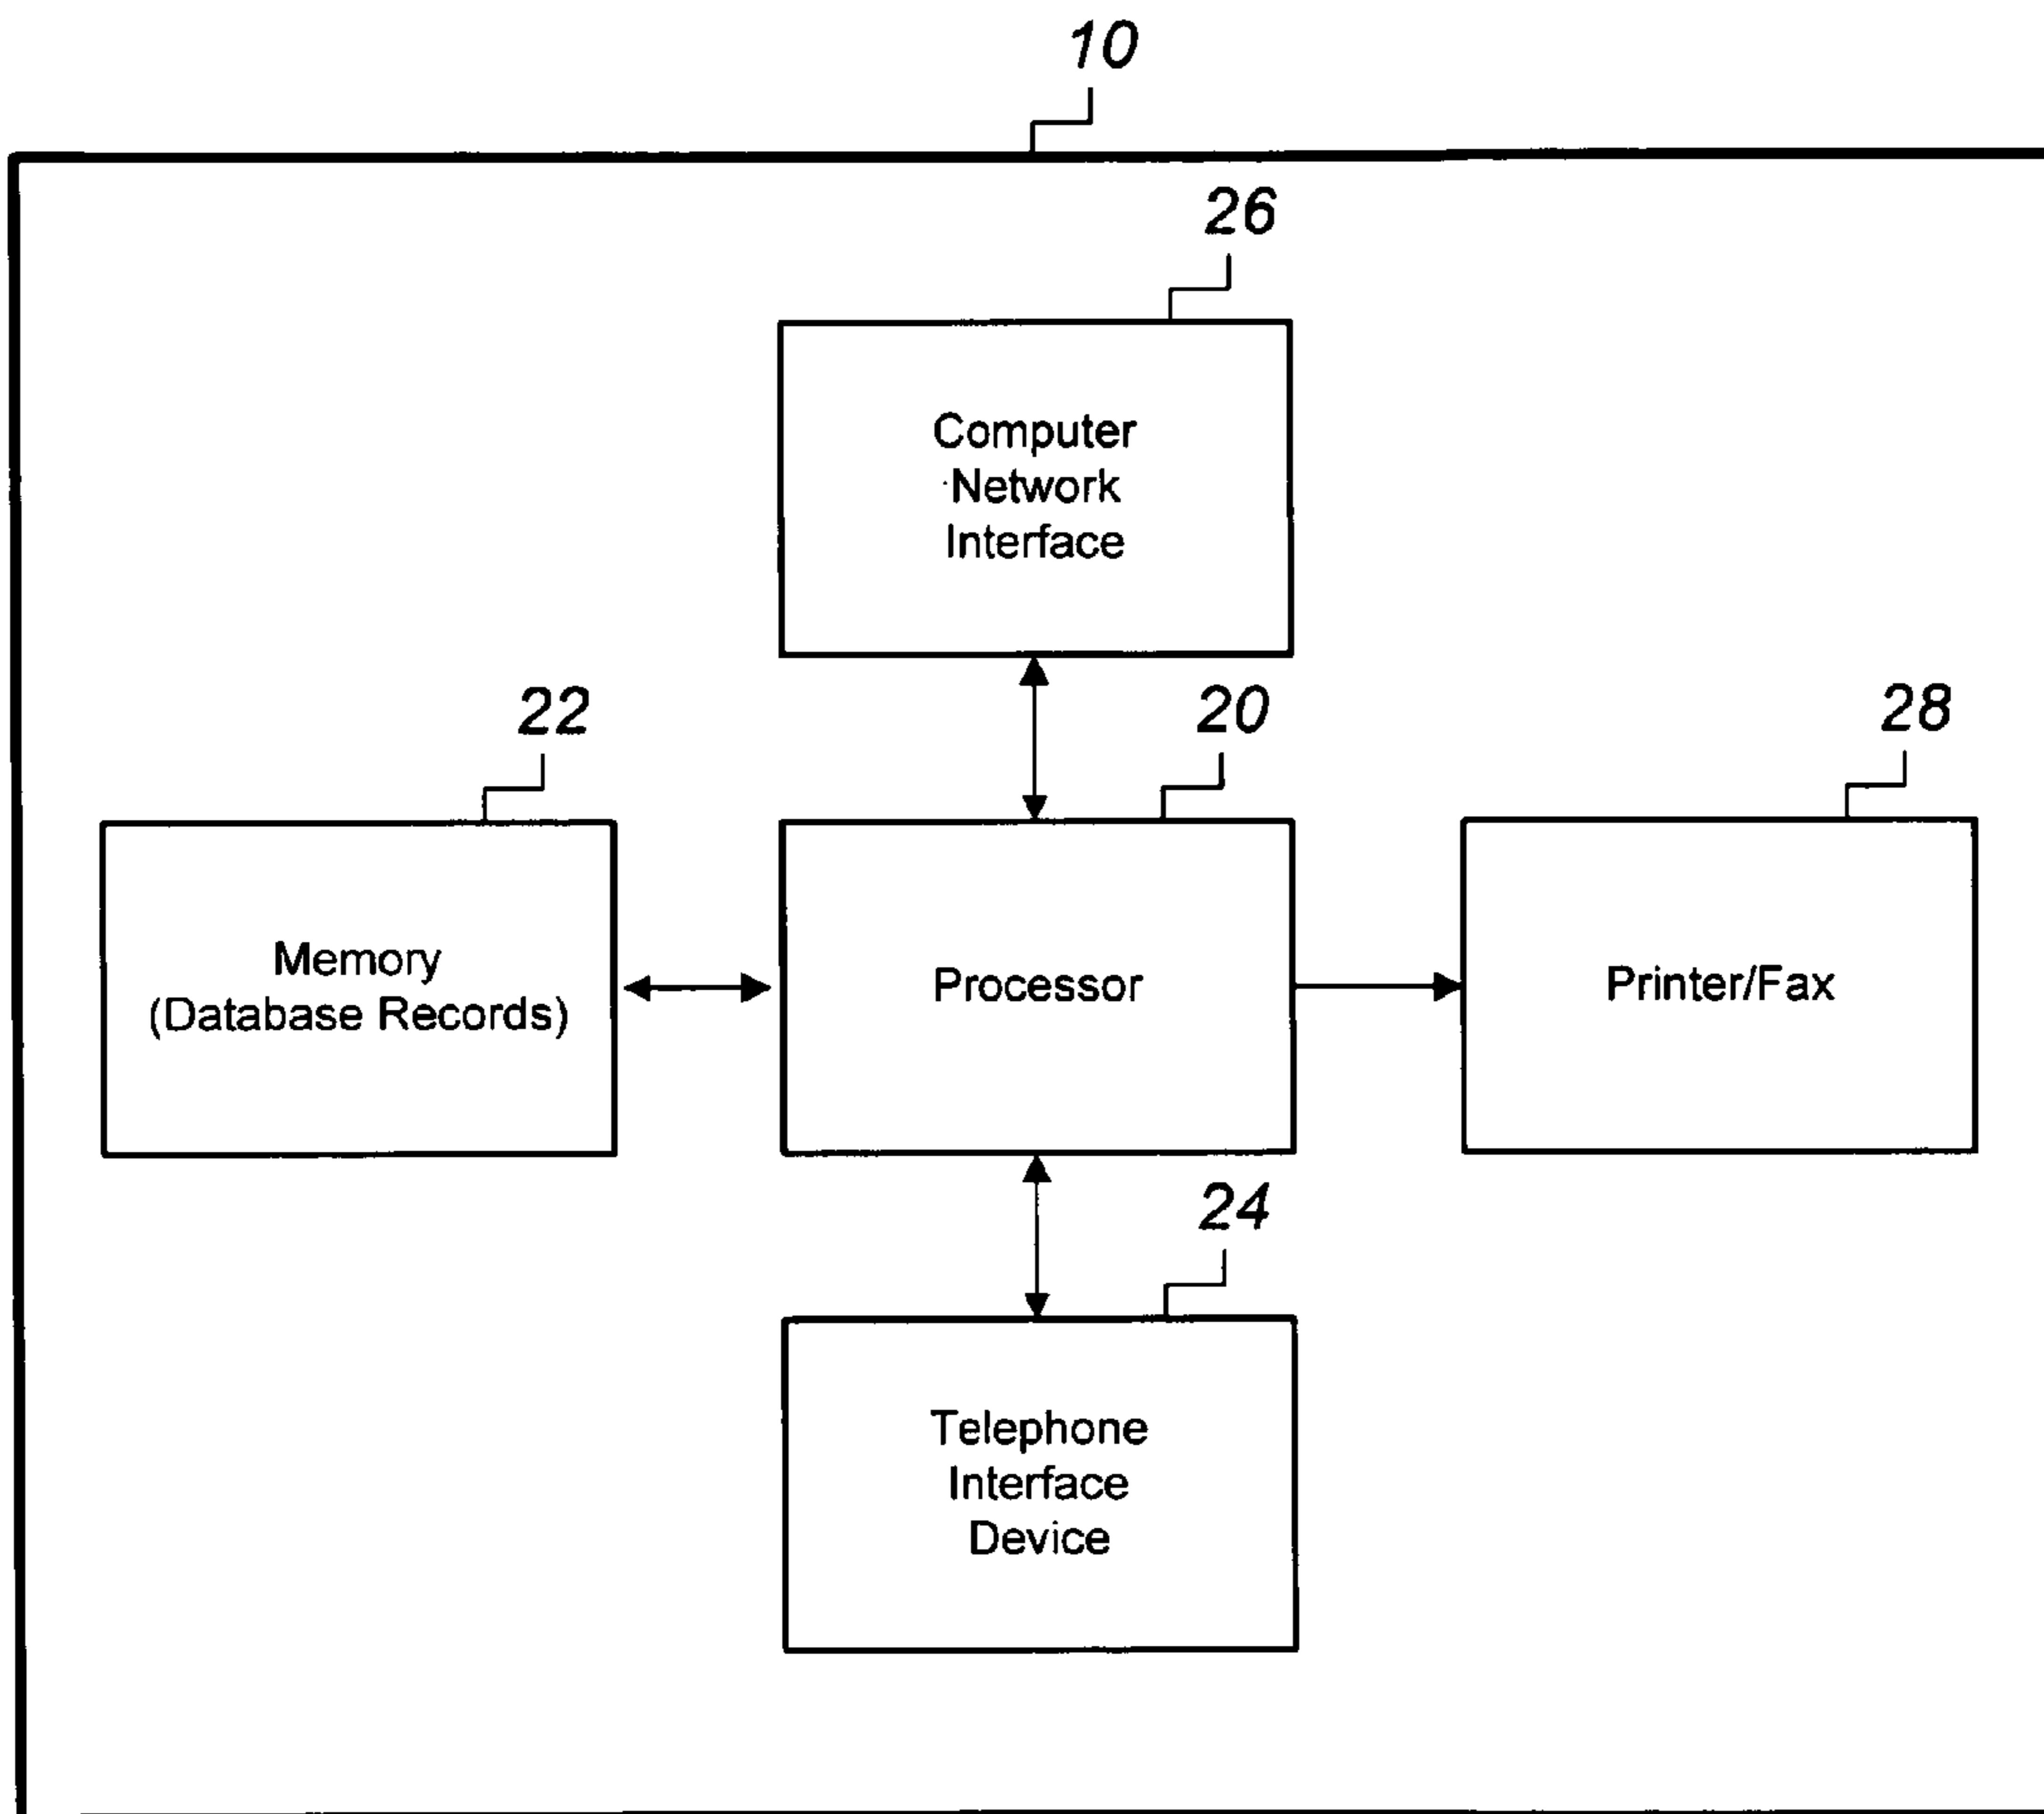 10
26
Computer
Network
Interface
22
20
28
Memory
(Database Records)
Processor
Printer/Fax
24
Telephone
Interface
Device